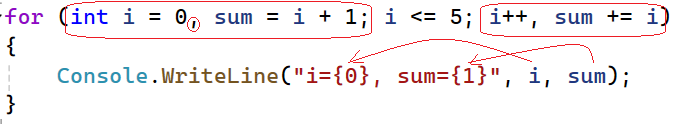 for (int i = 0, sum = i + 1; i <= 5; i++, sum += i)
{
Console.WriteLine("i={0}, sum={1}", i, sum);
}